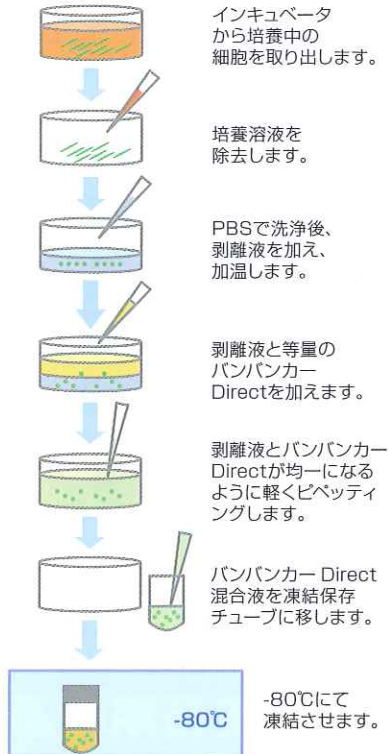 インキュベータ
から培養中の
細胞を取り出します。
培養溶液を
除去します。
PBSで洗浄後、
剥離液を加え、
加温します。
剥離液と等量の
バンバンカー
Directを加えます。
剥離液とバンバンカー
Directが均一になる
ように軽くピペッティ
ングします。
バンバンカー Direct
混合液を凍結保存
チューブに移します。
-80℃
-80℃にて
凍結させます。